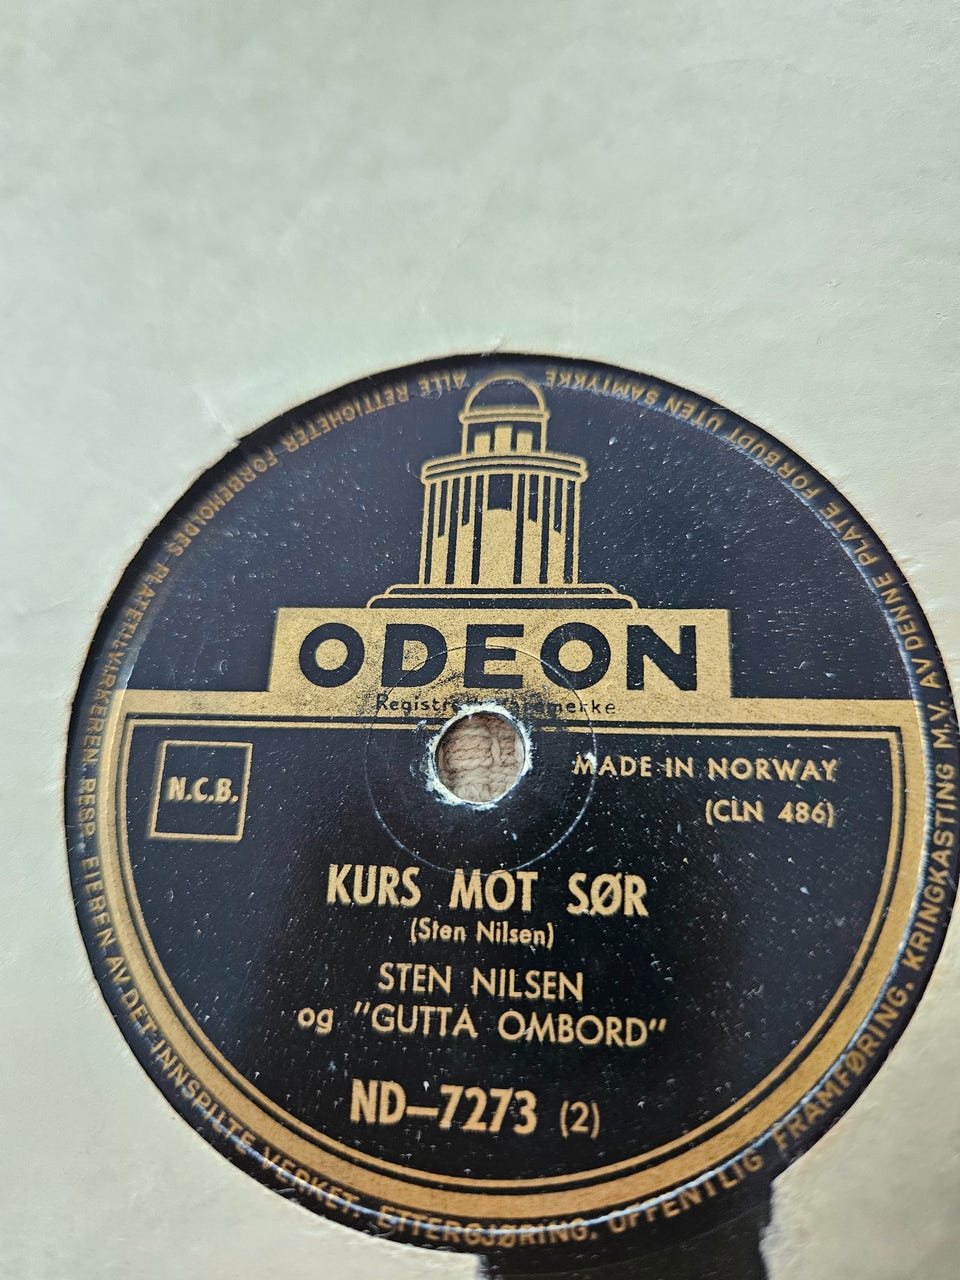 ALLE RETTIGHETER FORBEHOLDES PLATETILVIRKEREN RESP. EIEREN AV DET INNSPILTE VERKET. ETTERGJØRING, OFFENTLIG FRAMFØRING, KRINGKASTING M.V. AV DENNE PLATE FORBUDT UTEN SAMTYKKE
ODEON
N.C.B.
MADE IN NORWAY
(CLN 486)
KURS MOT SØR
(Sten Nilsen)
STEN NILSEN
og "GUTTA OMBORD"
ND-7273 (2)